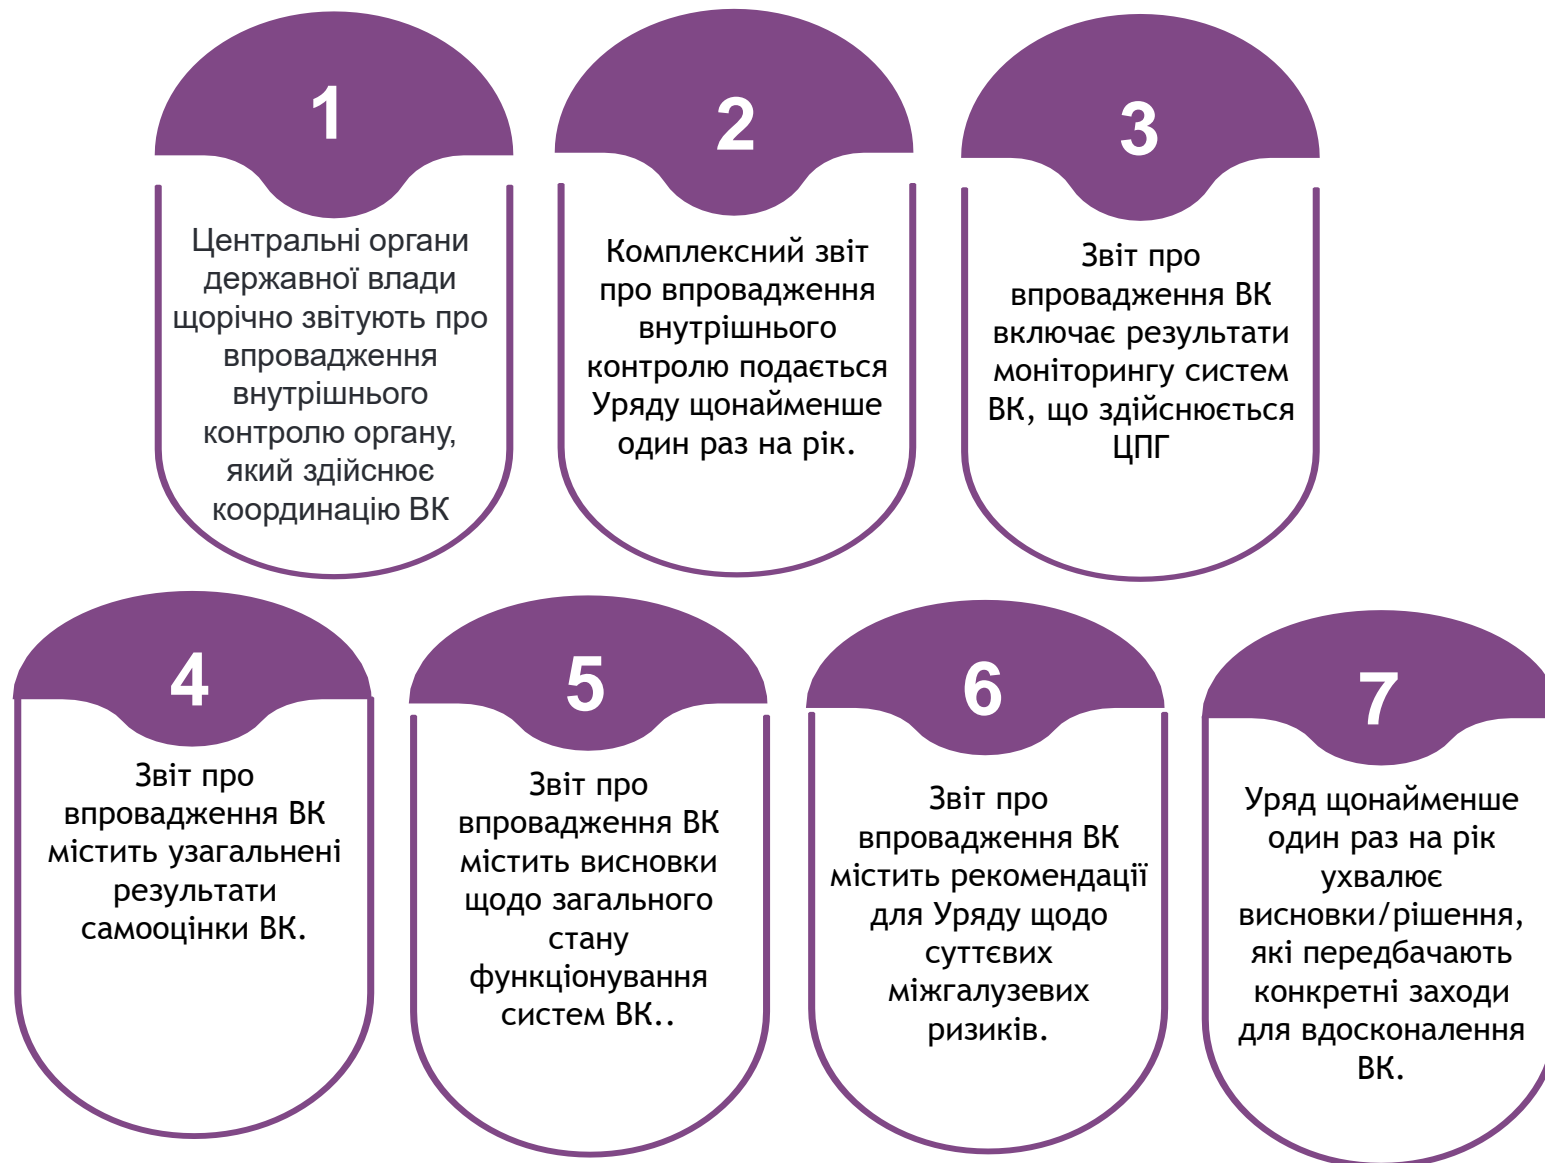 1
Центральні органи
державної влади
щорічно звітують про
впровадження
внутрішнього
контролю органу,
який здійснює
координацію ВК
2
Комплексний звіт
про впровадження
внутрішнього
контролю подається
Уряду щонайменше
один раз на рік.
3
Звіт про
впровадження ВК
включає результати
моніторингу систем
ВК, що здійснюється
ЦПГ
4
Звіт про
впровадження ВК
містить узагальнені
результати
самооцінки ВК.
5
Звіт про
впровадження ВК
містить висновки
щодо загального
стану
функціонування
систем ВК..
6
Звіт про
впровадження ВК
містить рекомендації
для Уряду щодо
суттєвих
міжгалузевих
ризиків.
7
Уряд щонайменше
один раз на рік
ухвалює
висновки/рішення,
які передбачають
конкретні заходи
для вдосконалення
ВК.